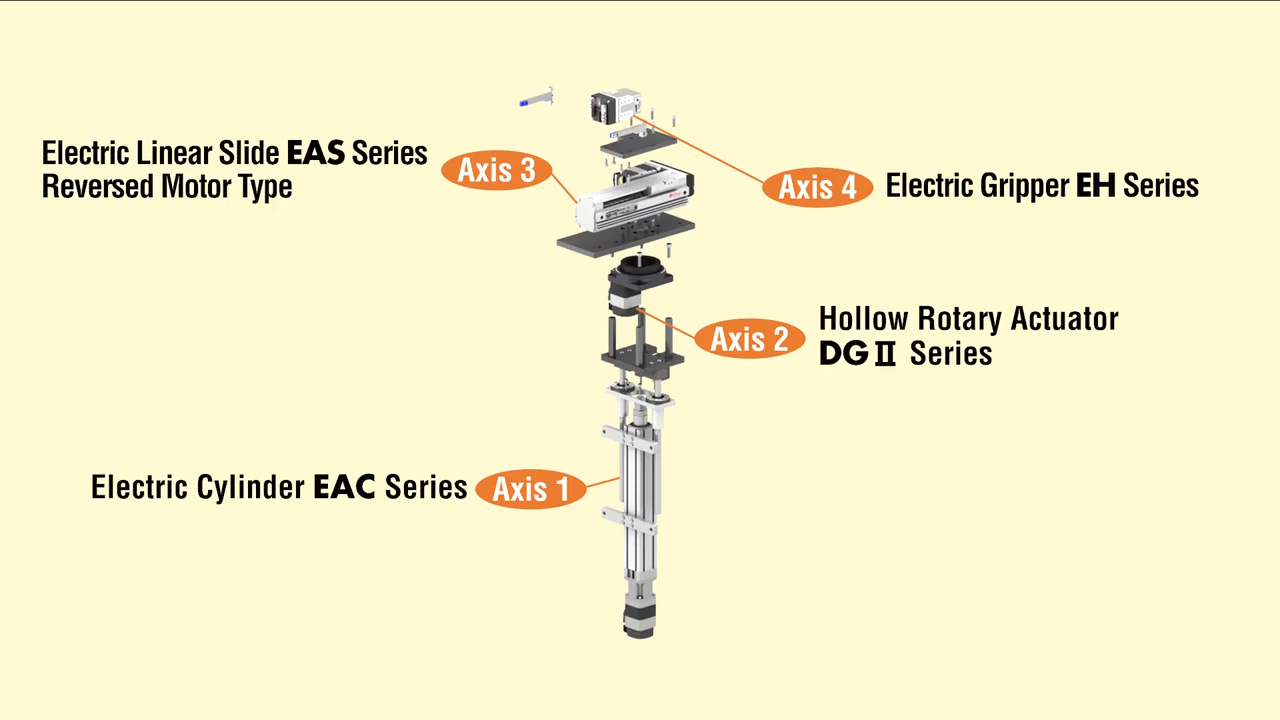 Electric Linear Slide EAS Series
Reversed Motor Type
Axis 3
Axis 4
Electric Gripper EH Series
Axis 2
Hollow Rotary Actuator
DGⅡ Series
Electric Cylinder EAC Series
Axis 1